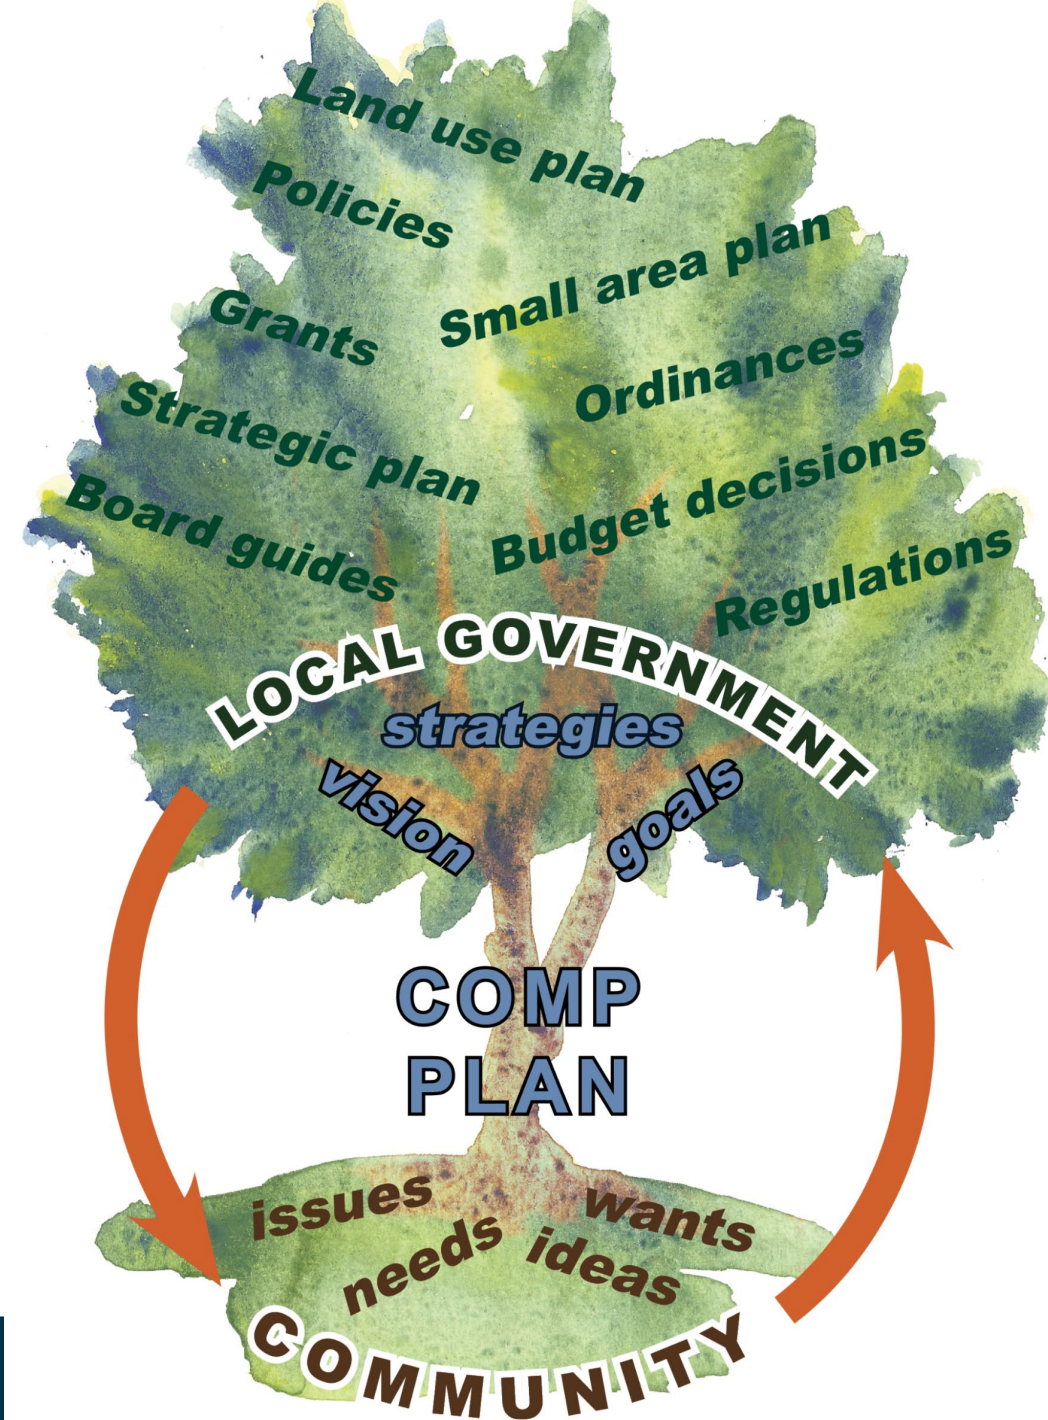 Land use plan
Policies
Small area plan
Grants
Ordinances
Strategic plan
Budget decisions
Board guides
Regulations
LOCAL GOVERNMENT
strategies
vision
goals
COMP
PLAN
issues
wants
needs
ideas
COMMUNITY